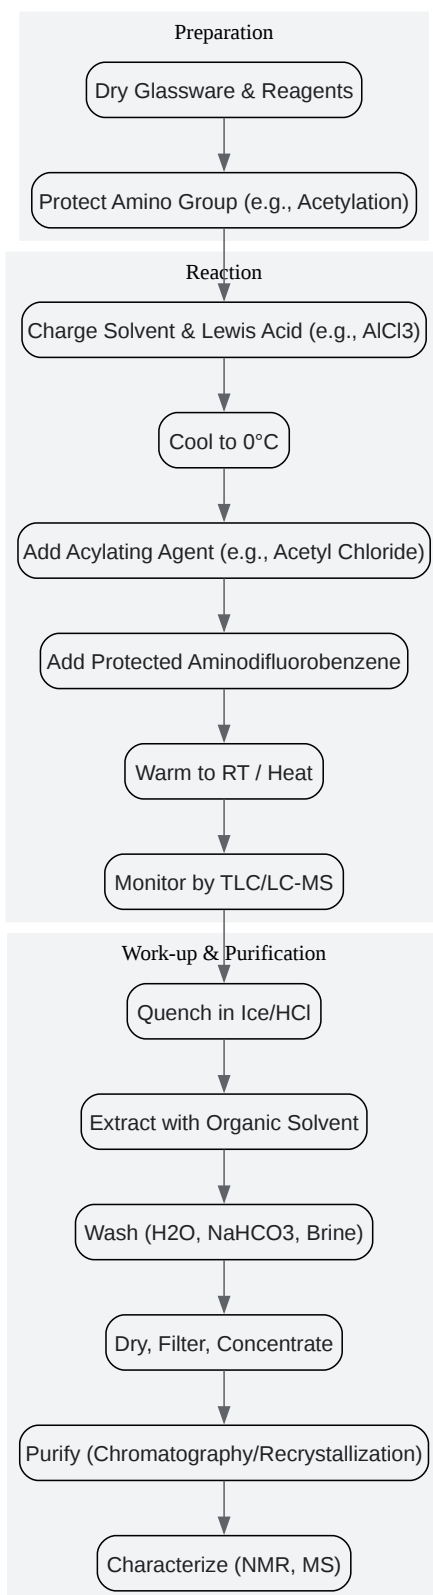 Preparation
Dry Glassware & Reagents
Protect Amino Group (e.g., Acetylation)
Reaction
Charge Solvent & Lewis Acid (e.g., AlCl3)
Cool to 0°C
Add Acylating Agent (e.g., Acetyl Chloride)
Add Protected Aminodifluorobenzene
Warm to RT / Heat
Monitor by TLC/LC-MS
Work-up & Purification
Quench in Ice/HCl
Extract with Organic Solvent
Wash (H2O, NaHCO3, Brine)
Dry, Filter, Concentrate
Purify (Chromatography/Recrystallization)
Characterize (NMR, MS)